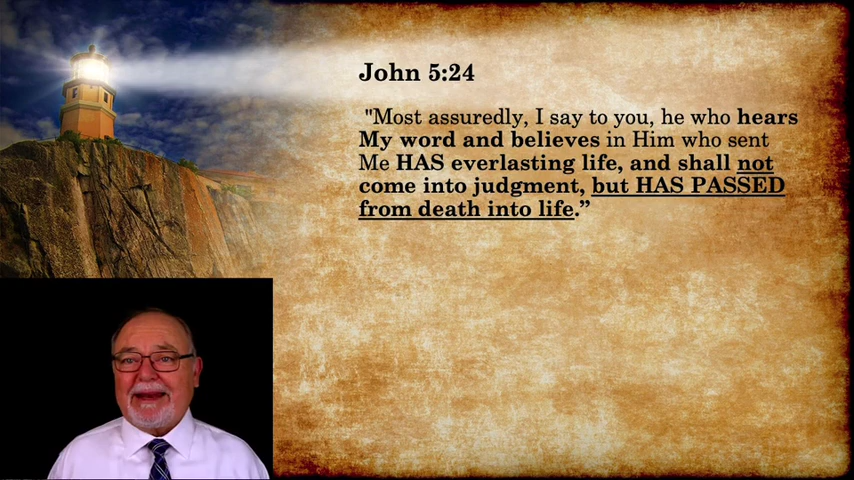 John 5:24
"Most assuredly, I say to you, he who hears
My word and believes in Him who sent
Me HAS everlasting life, and shall not
come into judgment, but HAS PASSED
from death into life.”